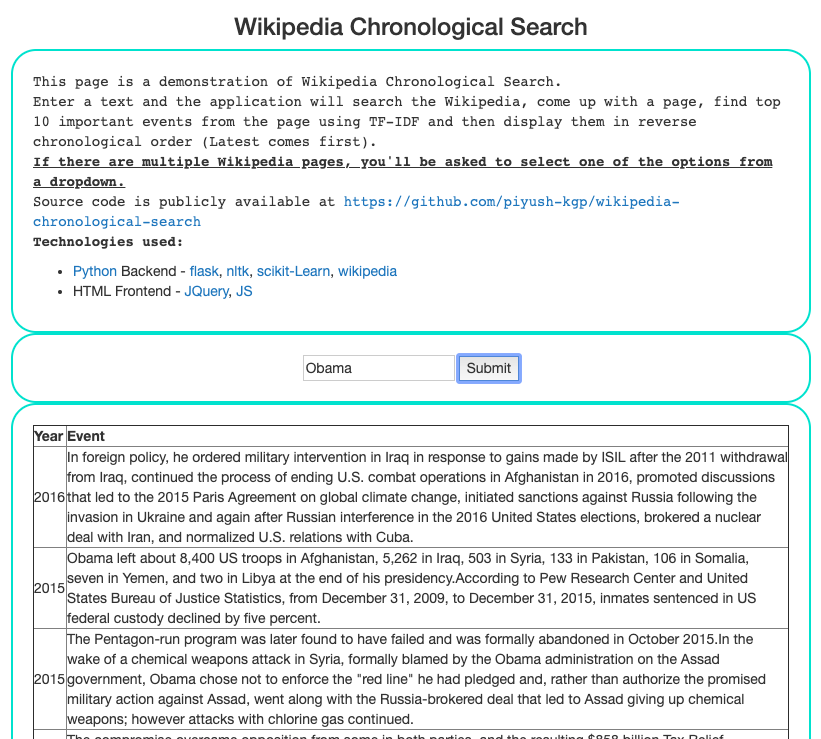 Wikipedia Chronological Search
This page is a demonstration of Wikipedia Chronological Search.
Enter a text and the application will search the Wikipedia, come up with a page, find top
10 important events from the page using TF-IDF and then display them in reverse
chronological order (Latest comes first).
If there are multiple Wikipedia pages, you'll be asked to select one of the options from
a dropdown.
Source code is publicly available at https://github.com/piyush-kgp/wikipedia-
chronological-search
Technologies used:
• Python Backend - flask, nltk, scikit-Learn, wikipedia
• HTML Frontend - JQuery, JS
Obama Submit
Year Event
In foreign policy, he ordered military intervention in Iraq in response to gains made by ISIL after the 2011 withdrawal
from Iraq, continued the process of ending U.S. combat operations in Afghanistan in 2016, promoted discussions
2016 that led to the 2015 Paris Agreement on global climate change, initiated sanctions against Russia following the
invasion in Ukraine and again after Russian interference in the 2016 United States elections, brokered a nuclear
deal with Iran, and normalized U.S. relations with Cuba.
Obama left about 8,400 US troops in Afghanistan, 5,262 in Iraq, 503 in Syria, 133 in Pakistan, 106 in Somalia,
seven in Yemen, and two in Libya at the end of his presidency.According to Pew Research Center and United
2015 States Bureau of Justice Statistics, from December 31, 2009, to December 31, 2015, inmates sentenced in US
federal custody declined by five percent.
The Pentagon-run program was later found to have failed and was formally abandoned in October 2015.In the
wake of a chemical weapons attack in Syria, formally blamed by the Obama administration on the Assad
2015 government, Obama chose not to enforce the "red line" he had pledged and, rather than authorize the promised
military action against Assad, went along with the Russia-brokered deal that led to Assad giving up chemical
weapons; however attacks with chlorine gas continued.
The compromise overcame opposition from some in both parties, and the resulting $858 billion Tax Relief